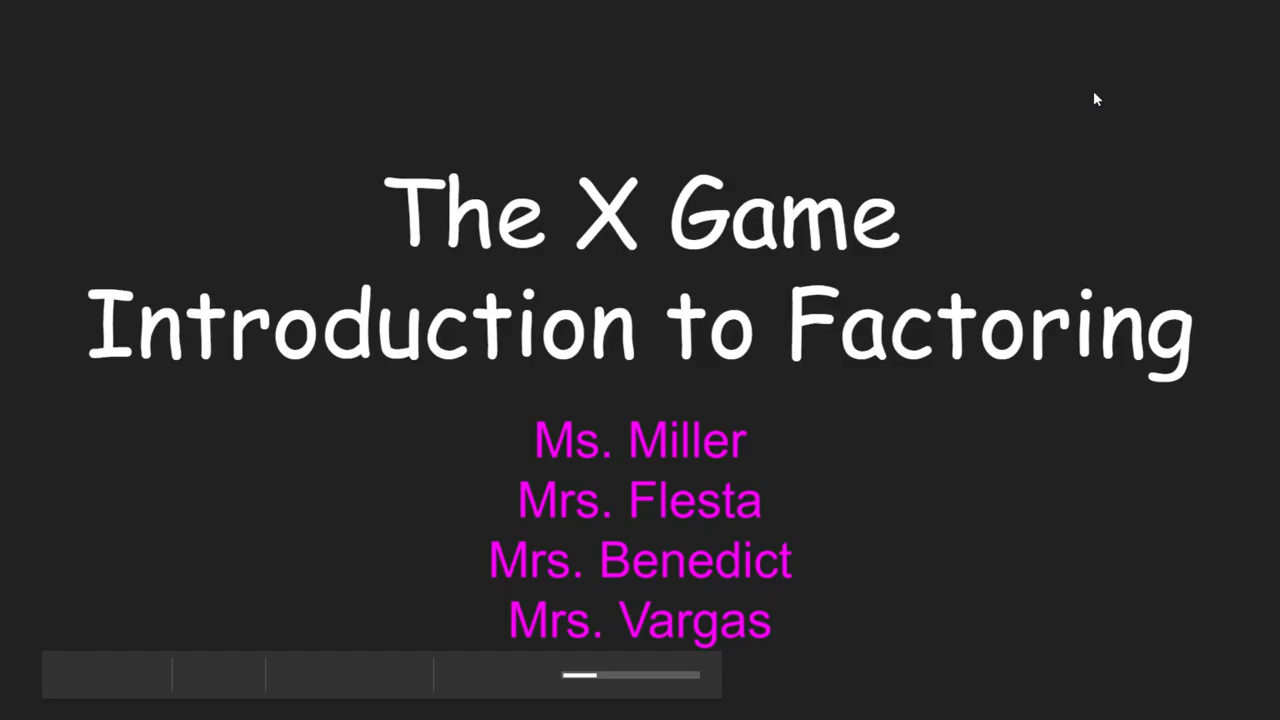 The X Game
Introduction to Factoring
Ms. Miller
Mrs. Flesta
Mrs. Benedict
Mrs. Vargas